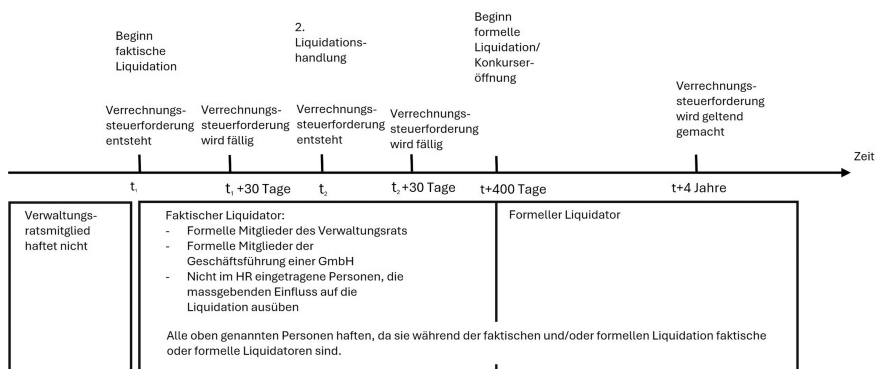 Beginn
faktische
Liquidation
2.
Liquidations-
handlung
Beginn
formelle
Liquidation/
Konkurser-
öffnung
Verrechnungs-
steuerforderung
entsteht
Verrechnungs-
steuerforderung
wird fällig
Verrechnungs-
steuerforderung
entsteht
Verrechnungs-
steuerforderung
wird fällig
Verrechnungs-
steuerforderung
wird geltend
gemacht
Zeit
t₁
t₁ +30 Tage
t₂
t₂+30 Tage
t+400 Tage
t+4 Jahre
Verwaltungs-
ratsmitglied
haftet nicht
Faktischer Liquidator:
- Formelle Mitglieder des Verwaltungsrats
- Formelle Mitglieder der
Geschäftsführung einer GmbH
- Nicht im HR eingetragene Personen, die
massgebenden Einfluss auf die
Liquidation ausüben
Formeller Liquidator
Alle oben genannten Personen haften, da sie während der faktischen und/oder formellen Liquidation faktische
oder formelle Liquidatoren sind.